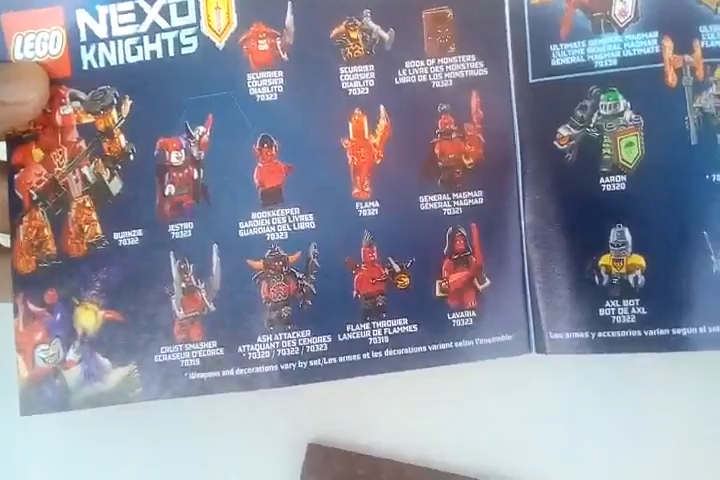 LEGO
NEXO
KNIGHTS
SCURRIER
COURSIER
DIABLITO
70323
SCURRIER
COURSIER
DIABLITO
70323
BOOK OF MONSTERS
LE LIVRE DES MONSTRES
LIBRO DE LOS MONSTRUOS
70323
BURNZIE
70322
JESTRO
70323
BOOKKEEPER
GARDIEN DES LIVRES
GUARDIÁN DEL LIBRO
70323
FLAMA
70321
GENERAL MAGMAR
GÉNÉRAL MAGMAR
70321
CRUST SMASHER
ÉCRASEUR D'ÉCORCE
70319
ASH ATTACKER
ATTAQUANT DES CENDRES
* 70320 / 70322 / 70323
FLAME THROWER
LANCEUR DE FLAMMES
70319
LAVARIA
70323
* Weapons and decorations vary by set/Les armes et les decorations varient selon l'ensemble/
ULTIMATE GENERAL MAGMAR
L'ULTIME GÉNÉRAL MAGMAR
GENERAL MAGMAR ULTIMATE
AARON
70320
AXL BOT
BOT DE AXL
70322
Las armas y accesorios varían según el